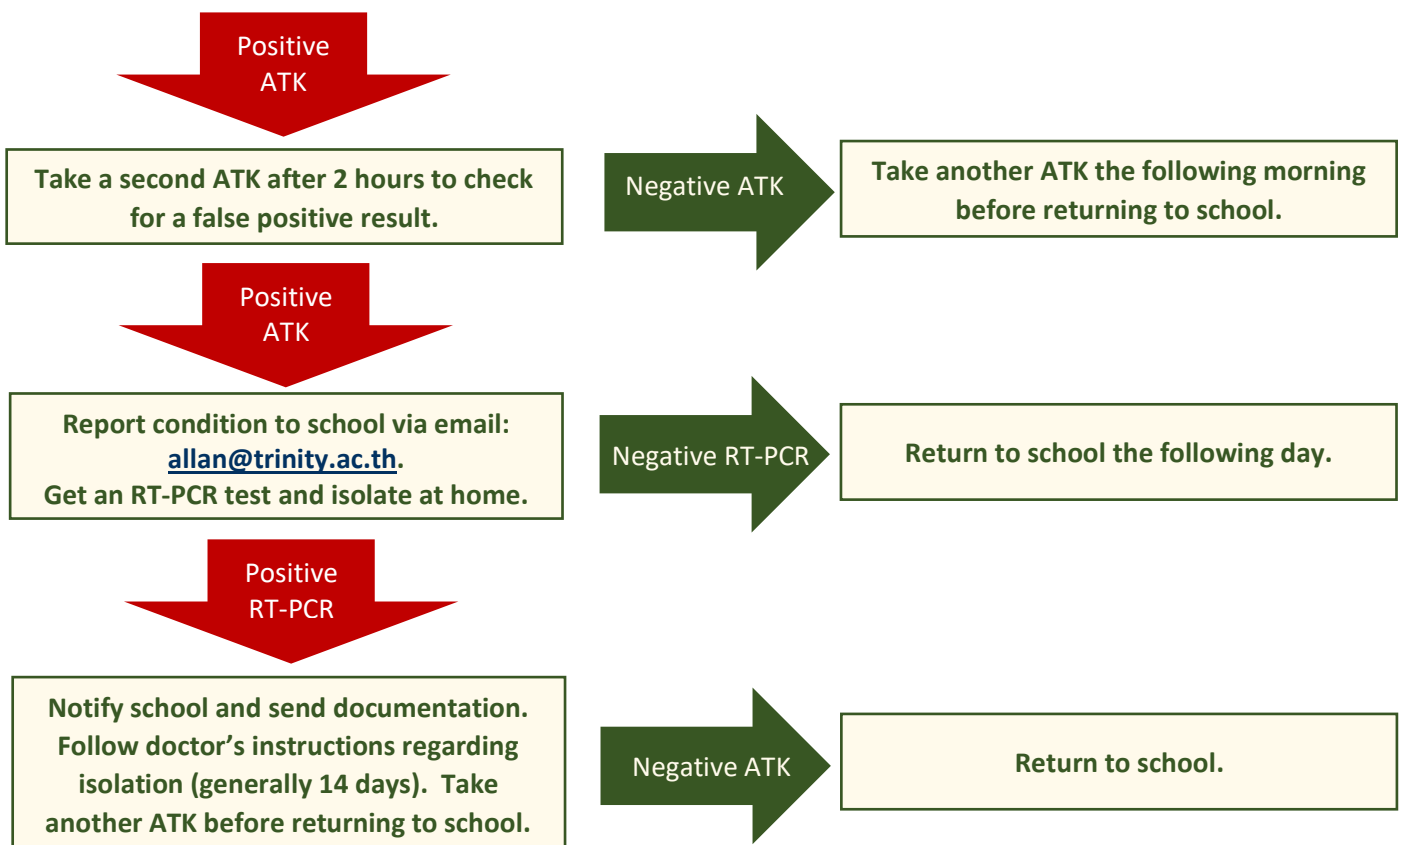 Positive
ATK
Take a second ATK after 2 hours to check
for a false positive result.
Negative ATK
Take another ATK the following morning
before returning to school.
Positive
ATK
Report condition to school via email:
allan@trinity.ac.th.
Get an RT-PCR test and isolate at home.
Negative RT-PCR
Return to school the following day.
Positive
RT-PCR
Notify school and send documentation.
Follow doctor’s instructions regarding
isolation (generally 14 days).  Take
another ATK before returning to school.
Negative ATK
Return to school.